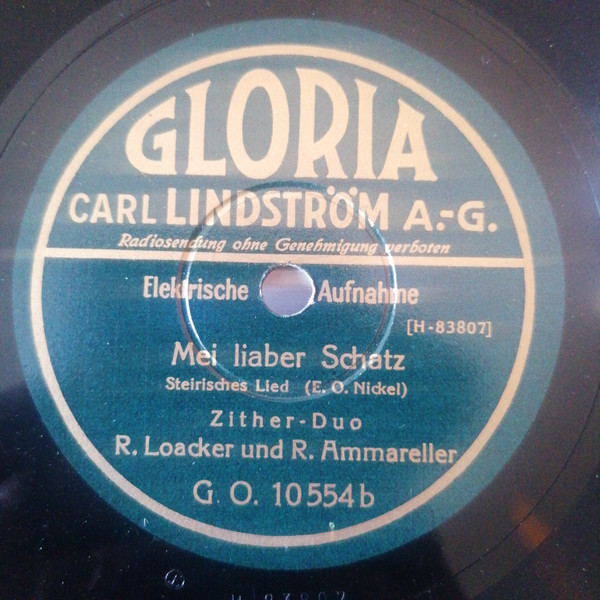 GLORIA
CARL LINDSTRÖM A.-G.
Radiosendung ohne Genehmigung verboten
Elektrische Aufnahme
[H-83807]
Mei liaber Schatz
Steirisches Lied (E. O. Nickel)
Zither-Duo
R. Loacker und R. Ammareller
G. O. 10554b